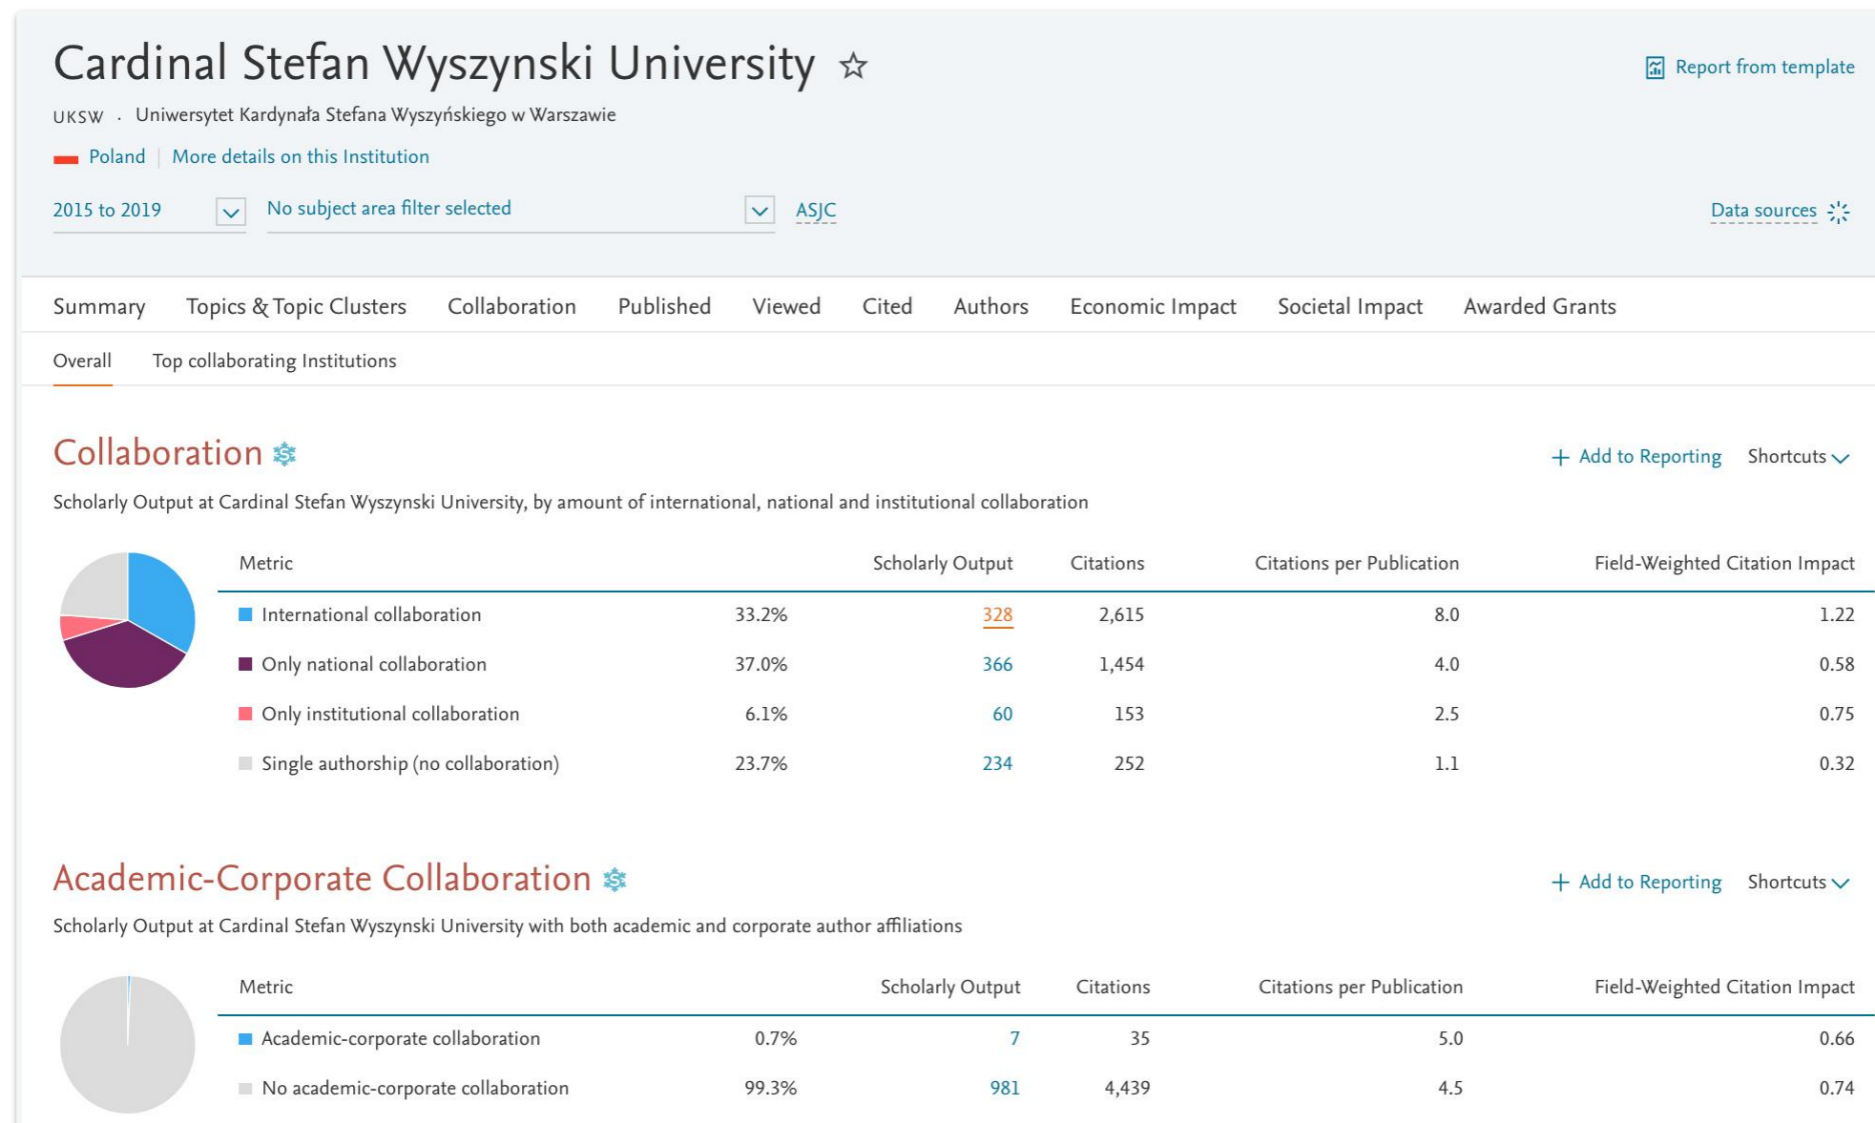 Cardinal Stefan Wyszynski University
Report from template
UKSW · Uniwersytet Kardynała Stefana Wyszyńskiego w Warszawie
Poland | More details on this Institution
2015 to 2019 No subject area filter selected ASJC Data sources
Summary Topics & Topic Clusters Collaboration Published Viewed Cited Authors Economic Impact Societal Impact Awarded Grants
Overall Top collaborating Institutions
Collaboration
+ Add to Reporting Shortcuts
Scholarly Output at Cardinal Stefan Wyszynski University, by amount of international, national and institutional collaboration
Metric Scholarly Output Citations Citations per Publication Field-Weighted Citation Impact
International collaboration 33.2% 328 2,615 8.0 1.22
Only national collaboration 37.0% 366 1,454 4.0 0.58
Only institutional collaboration 6.1% 60 153 2.5 0.75
Single authorship (no collaboration) 23.7% 234 252 1.1 0.32
Academic-Corporate Collaboration
+ Add to Reporting Shortcuts
Scholarly Output at Cardinal Stefan Wyszynski University with both academic and corporate author affiliations
Metric Scholarly Output Citations Citations per Publication Field-Weighted Citation Impact
Academic-corporate collaboration 0.7% 7 35 5.0 0.66
No academic-corporate collaboration 99.3% 981 4,439 4.5 0.74